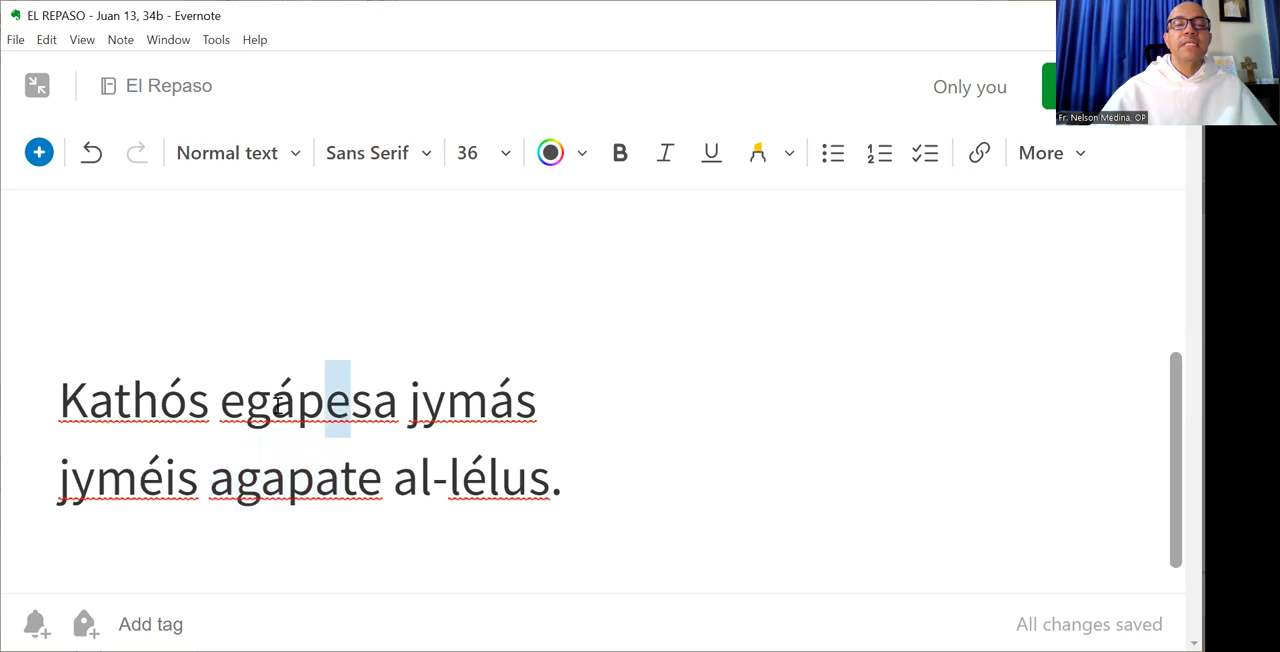 EL REPASO - Juan 13, 34b - Evernote
File Edit View Note Window Tools Help
El Repaso
Only you
Fr. Nelson Medina, OP
Normal text Sans Serif 36 B I U More
Kathós egápesa jymás
jyméis agapate al-lélus.
Add tag
All changes saved